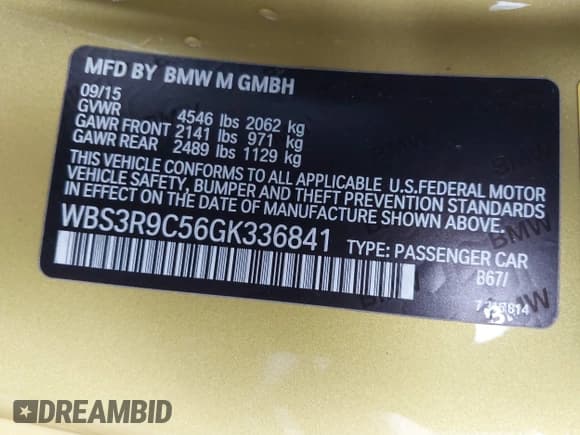 MFD BY BMW M GMBH
09/15
GVWR 4546 lbs 2062 kg
GAWR FRONT 2141 lbs 971 kg
GAWR REAR 2489 lbs 1129 kg
THIS VEHICLE CONFORMS TO ALL APPLICABLE U.S.FEDERAL MOTOR
VEHICLE SAFETY, BUMPER AND THEFT PREVENTION STANDARDS
IN EFFECT ON THE DATE OF MANUFACTURE SHOWN ABOVE.
WBS3R9C56GK336841 TYPE: PASSENGER CAR
B67/
BMW
DREAMBID